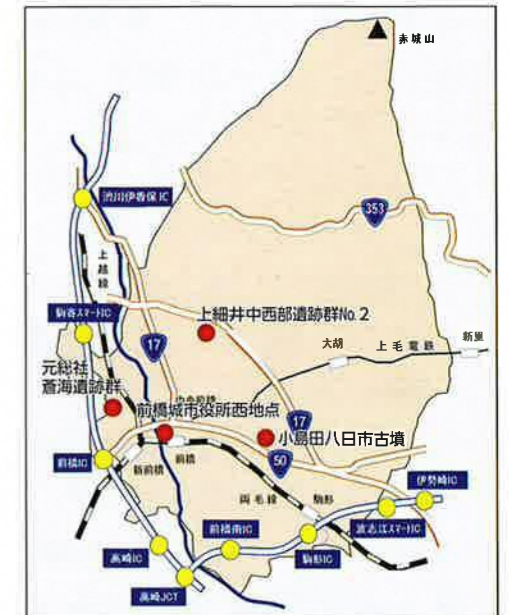 赤城山
渋川伊香保IC
353
上越線
駒寄スマートIC
上細井中西部遺跡群No.2
17
大胡
上毛電鉄
新里
元総社
蒼海遺跡群
前橋城市役所西地点
17
小島田八日市古墳
前橋IC
新前橋
前橋
50
伊勢崎IC
両毛線
駒形
波志江スマートIC
前橋南IC
高崎IC
駒形IC
高崎JCT